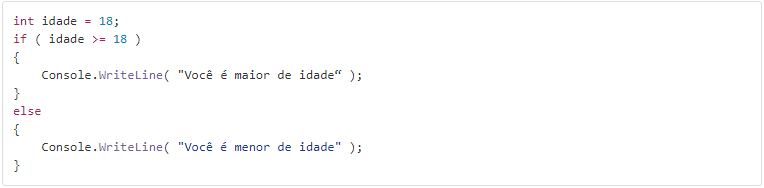 int idade = 18;
if ( idade >= 18 )
{
    Console.WriteLine( "Você é maior de idade“ );
}
else
{
    Console.WriteLine( "Você é menor de idade" );
}